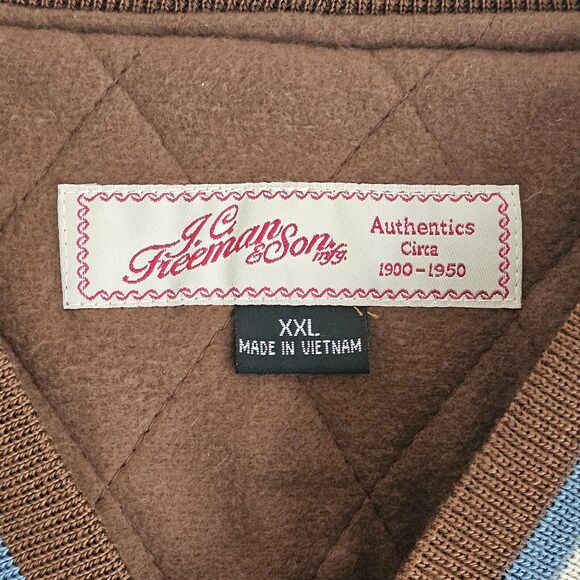 J.C.
Freeman
& Son. mfg.
Authentics
Circa
1900-1950
XXL
MADE IN VIETNAM